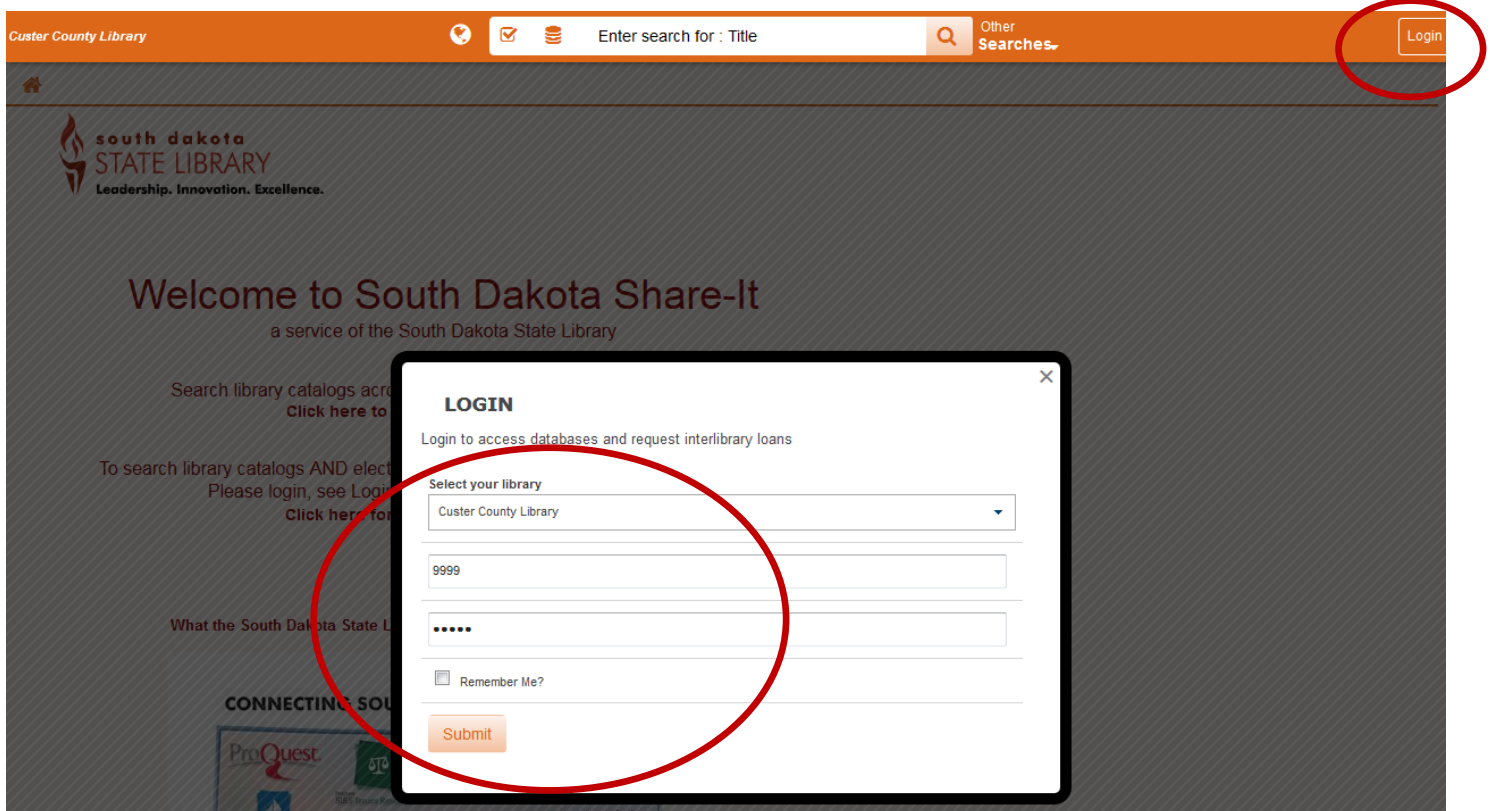 Custer County Library
Enter search for : Title
Other
Searches
Login
south dakota
STATE LIBRARY
Leadership. Innovation. Excellence.
Welcome to South Dakota Share-It
a service of the South Dakota State Library
Search library catalogs acr
Click here to
To search library catalogs AND elect
Please login, see Logi
Click here for
What the South Dakota State L
CONNECTING SOU
ProQuest.
×
LOGIN
Login to access databases and request interlibrary loans
Select your library
Custer County Library
9999
•••••
Remember Me?
Submit